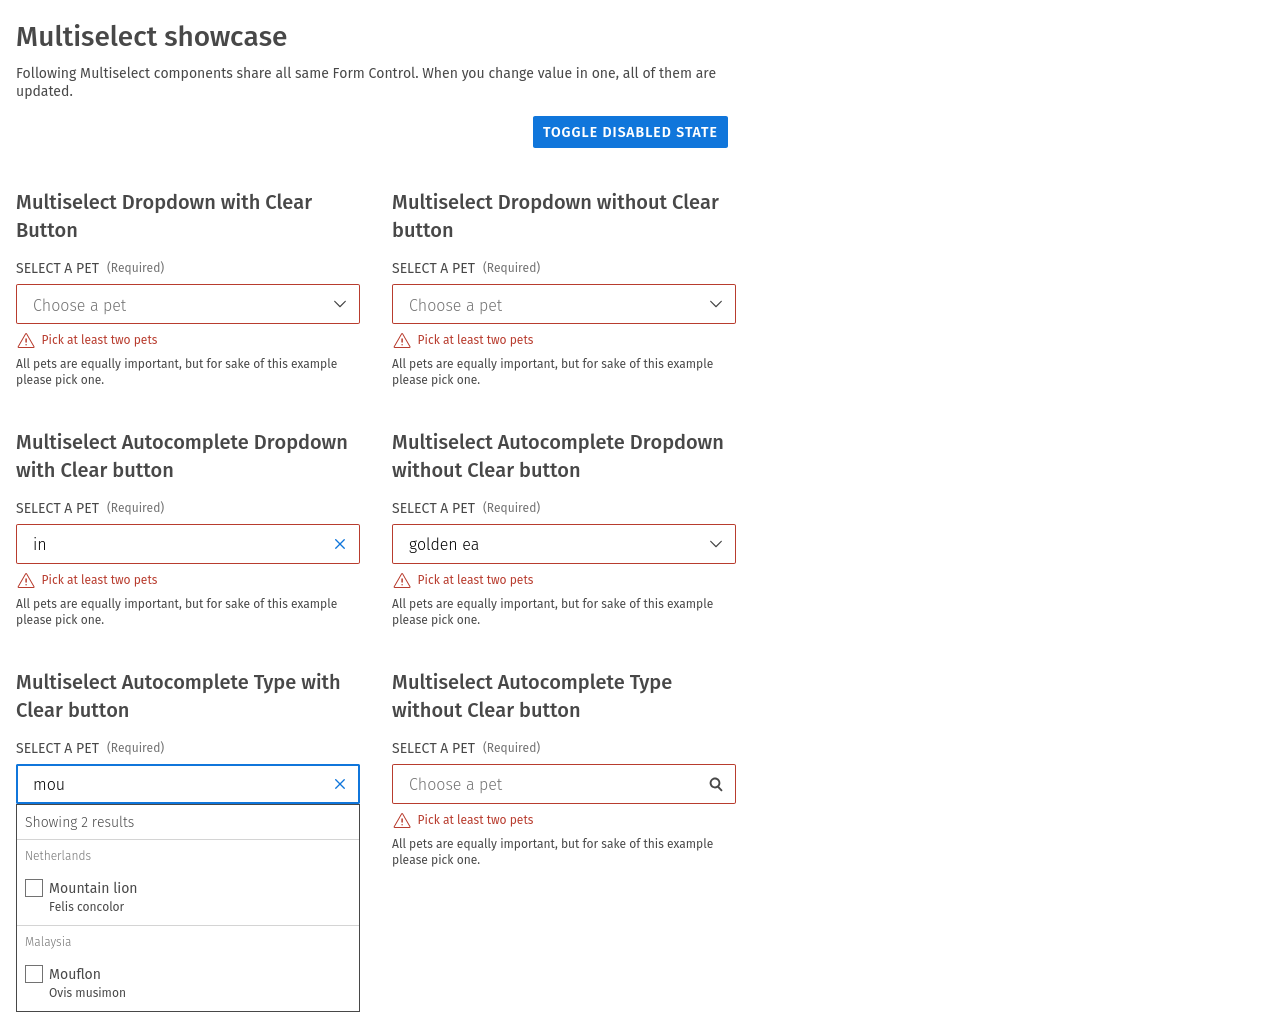 Multiselect showcase
Following Multiselect components share all same Form Control. When you change value in one, all of them are
updated.
TOGGLE DISABLED STATE
Multiselect Dropdown with Clear
Button
SELECT A PET (Required)
Choose a pet
Pick at least two pets
All pets are equally important, but for sake of this example
please pick one.
Multiselect Dropdown without Clear
button
SELECT A PET (Required)
Choose a pet
Pick at least two pets
All pets are equally important, but for sake of this example
please pick one.
Multiselect Autocomplete Dropdown
with Clear button
SELECT A PET (Required)
in
Pick at least two pets
All pets are equally important, but for sake of this example
please pick one.
Multiselect Autocomplete Dropdown
without Clear button
SELECT A PET (Required)
golden ea
Pick at least two pets
All pets are equally important, but for sake of this example
please pick one.
Multiselect Autocomplete Type with
Clear button
SELECT A PET (Required)
mou
Showing 2 results
Netherlands
Mountain lion
Felis concolor
Malaysia
Mouflon
Ovis musimon
Multiselect Autocomplete Type
without Clear button
SELECT A PET (Required)
Choose a pet
Pick at least two pets
All pets are equally important, but for sake of this example
please pick one.